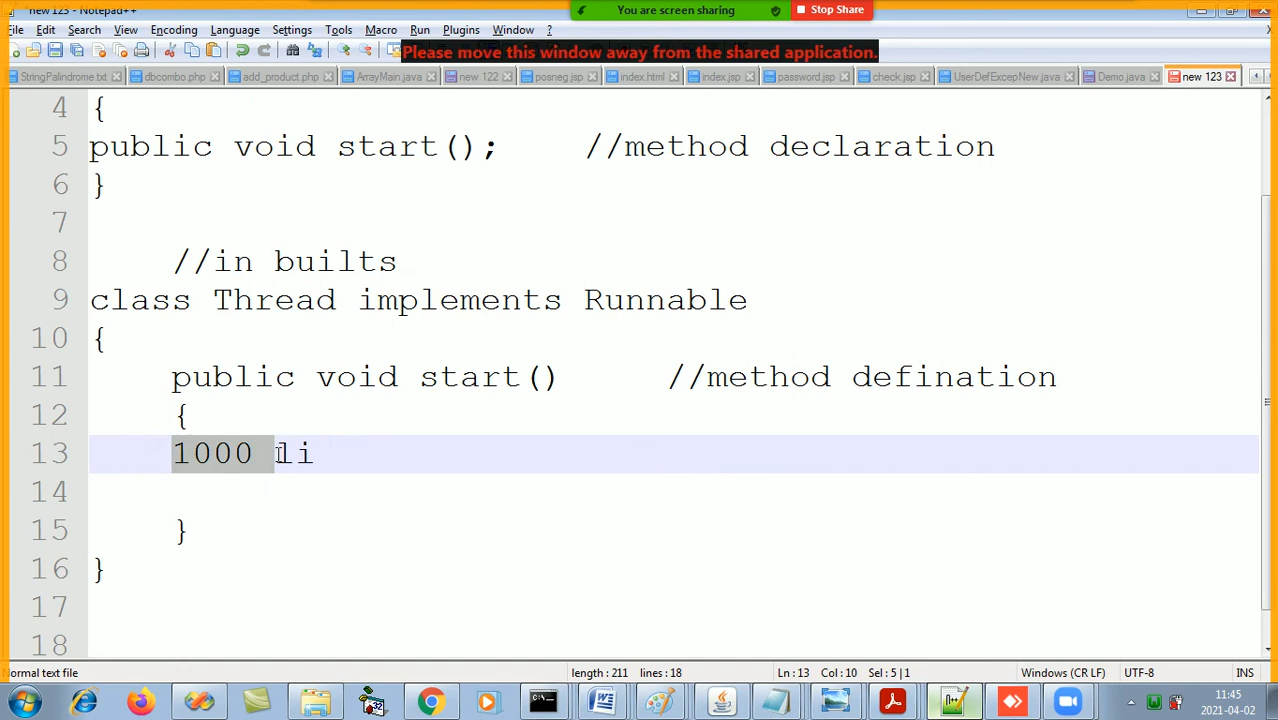 *new 123 - Notepad++
You are screen sharing
Stop Share
File Edit Search View Encoding Language Settings Tools Macro Run Plugins Window ?
Please move this window away from the shared application.
StringPalindrome.txt dbcombo.php add_product.php ArrayMain.java new 122 posneg.jsp index.html index.jsp password.jsp check.jsp UserDefExcepNew.java Demo.java new 123
4 {
5 public void start(); //method declaration
6 }
7
8 //in builts
9 class Thread implements Runnable
10 {
11 public void start() //method defination
12 {
13 1000 li
14
15 }
16 }
17
18
Normal text file length : 211 lines : 18 Ln : 13 Col : 10 Sel : 5 | 1 Windows (CR LF) UTF-8 INS
11:45
2021-04-02